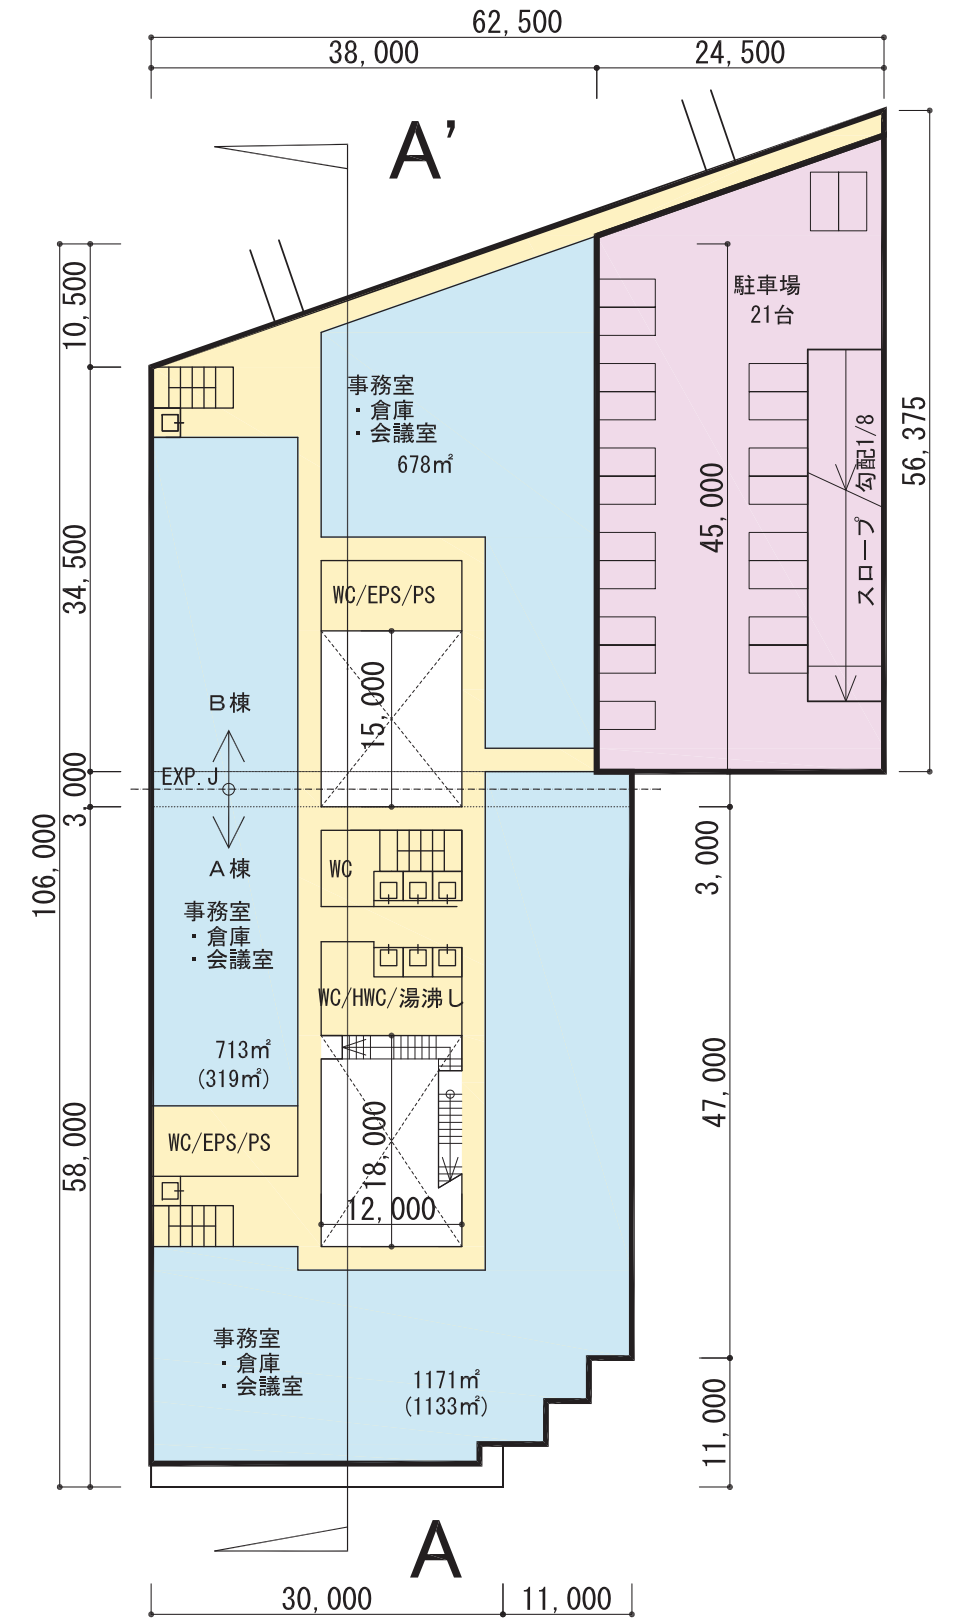 62,500
38,000
24,500
A’
10,500
駐車場
21台
事務室
・倉庫
・会議室
678㎡
スロープ 勾配1/8
56,375
45,000
34,500
WC/EPS/PS
15,000
B棟
EXP.J
3,000
A棟
106,000
3,000
WC
事務室
・倉庫
・会議室
WC/HWC/湯沸し
713㎡
(319㎡)
47,000
58,000
WC/EPS/PS
18,000
12,000
事務室
・倉庫
・会議室
1171㎡
(1133㎡)
11,000
A
30,000
11,000